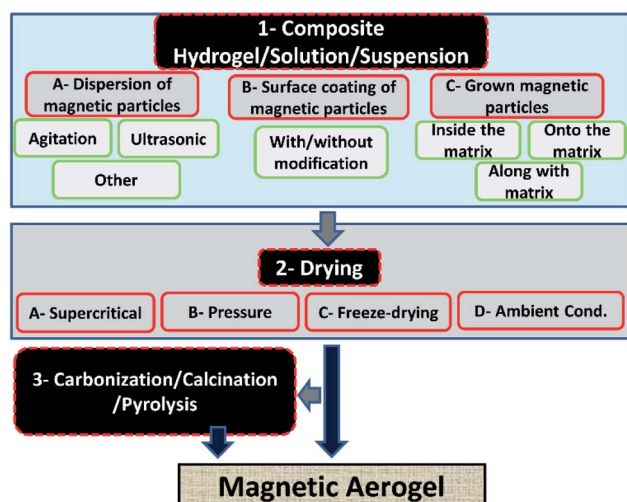 1- Composite
Hydrogel/Solution/Suspension
A- Dispersion of
magnetic particles
B- Surface coating of
magnetic particles
C- Grown magnetic
particles
Agitation
Ultrasonic
Other
With/without
modification
Inside the
matrix
Onto the
matrix
Along with
matrix
2- Drying
A- Supercritical
B- Pressure
C- Freeze-drying
D- Ambient Cond.
3- Carbonization/Calcination
/Pyrolysis
Magnetic Aerogel